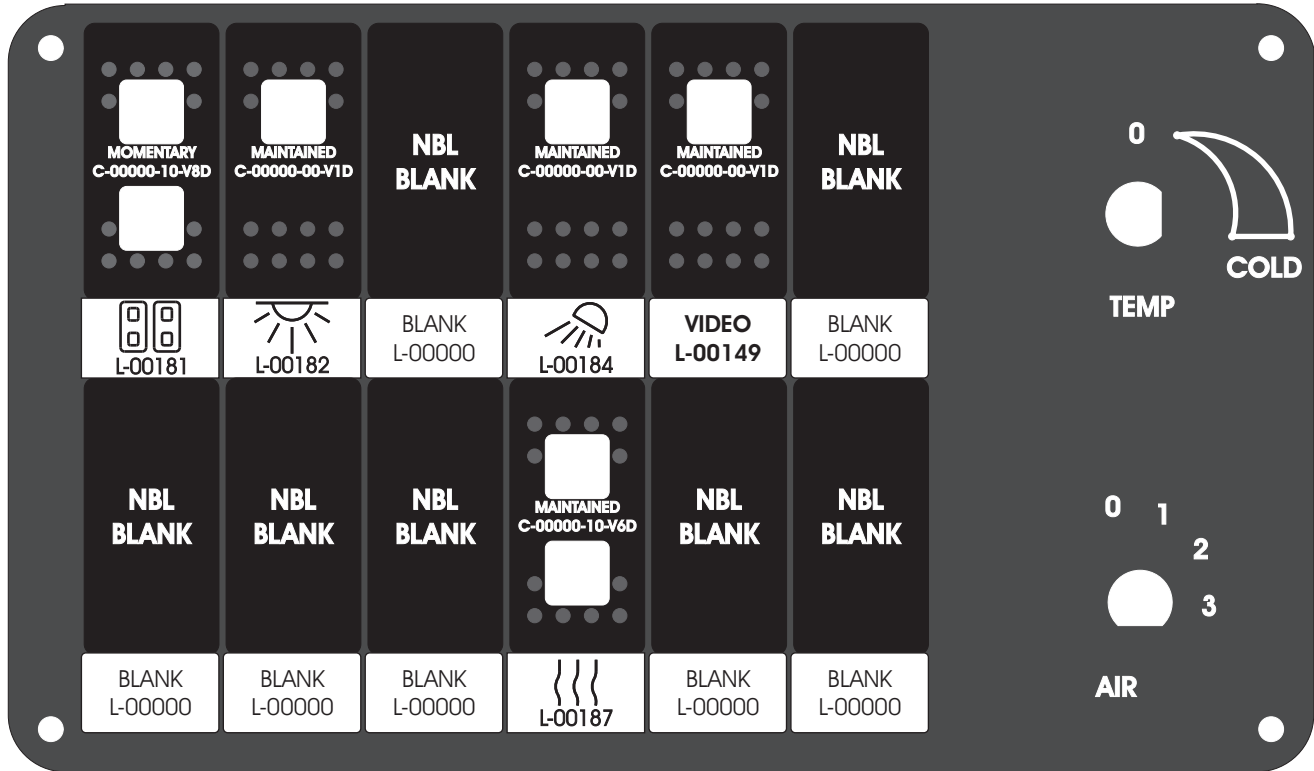 MOMENTARY
C-00000-10-V8D
MAINTAINED
C-00000-00-V1D
NBL
BLANK
MAINTAINED
C-00000-00-V1D
MAINTAINED
C-00000-00-V1D
NBL
BLANK
L-00181
L-00182
BLANK
L-00000
L-00184
VIDEO
L-00149
BLANK
L-00000
NBL
BLANK
NBL
BLANK
NBL
BLANK
MAINTAINED
C-00000-10-V6D
NBL
BLANK
NBL
BLANK
BLANK
L-00000
BLANK
L-00000
BLANK
L-00000
L-00187
BLANK
L-00000
BLANK
L-00000
0
COLD
TEMP
0
1
2
3
AIR